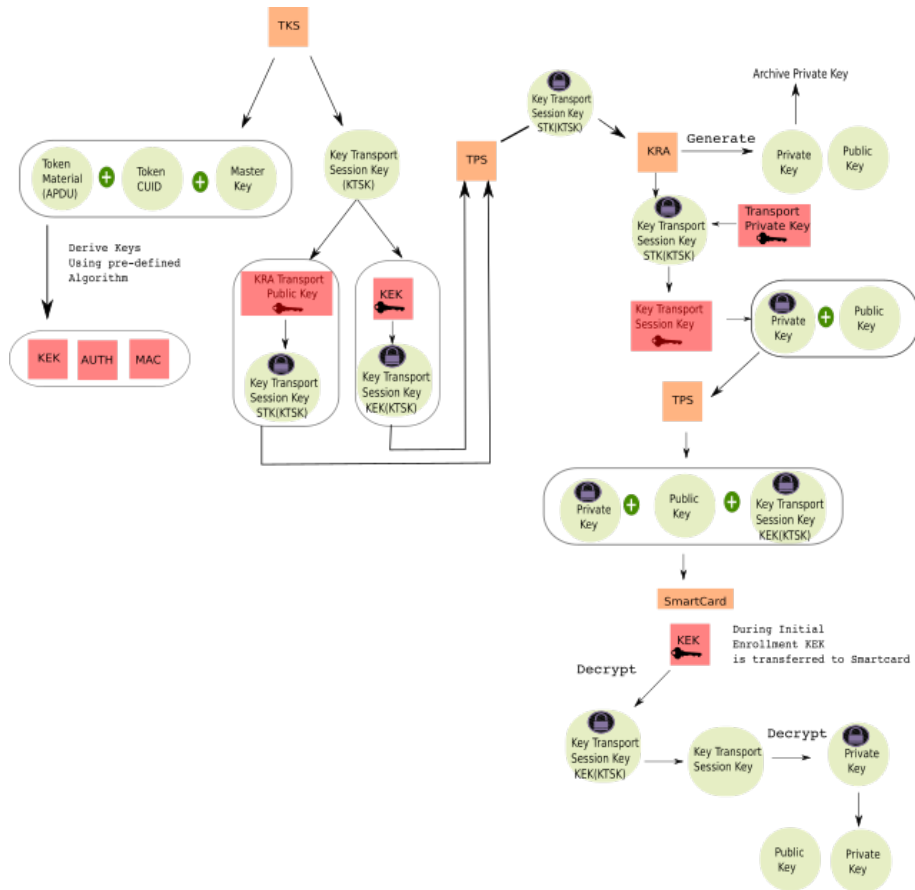 TKS
Token
Material
(APDU)
Token
CUID
Master
Key
Key Transport
Session Key
(KTSK)
Derive Keys
Using pre-defined
Algorithm
KEK
AUTH
MAC
KRA Transport
Public Key
Key Transport
Session Key
STK(KTSK)
KEK
Key Transport
Session Key
KEK(KTSK)
TPS
Key Transport
Session Key
STK(KTSK)
KRA
Generate
Archive Private Key
Private
Key
Public
Key
Key Transport
Session Key
STK(KTSK)
Transport
Private Key
Key Transport
Session Key
Private
Key
Public
Key
TPS
Private
Key
Public
Key
Key Transport
Session Key
KEK(KTSK)
SmartCard
KEK
During Initial
Enrollment KEK
is transferred to Smartcard
Decrypt
Key Transport
Session Key
KEK(KTSK)
Key Transport
Session Key
Decrypt
Private
Key
Public
Key
Private
Key